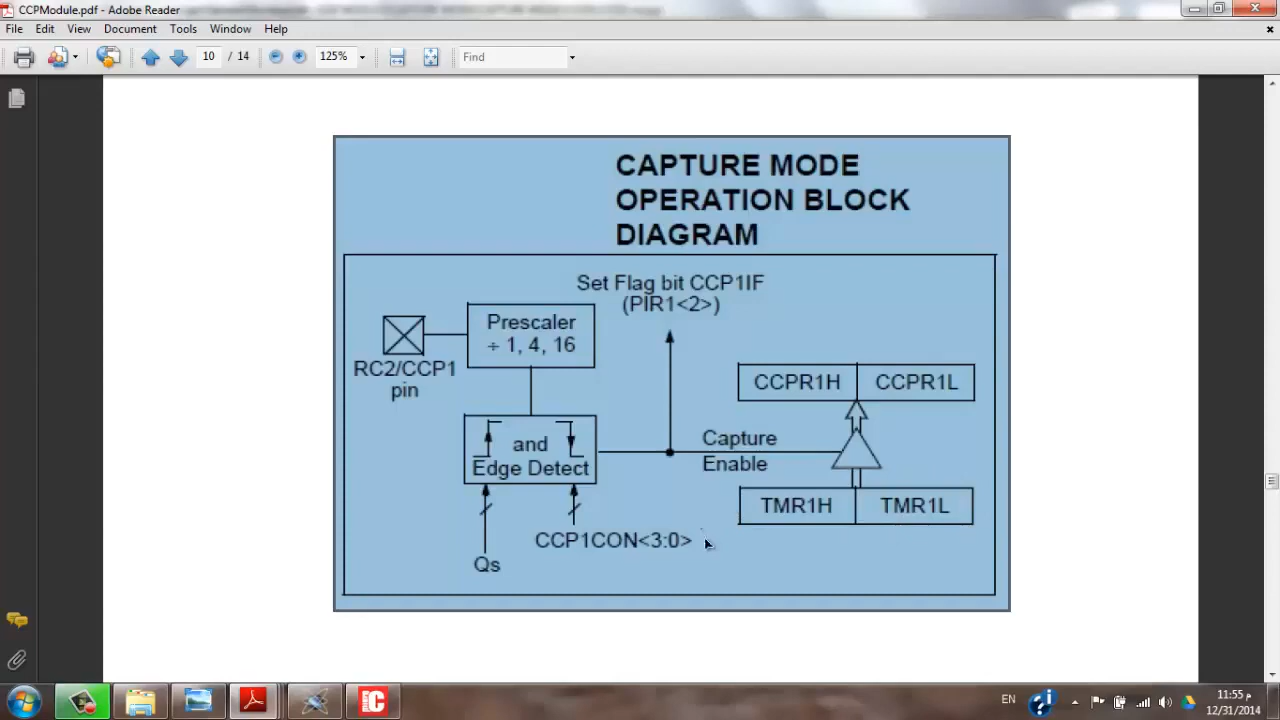 CCPModule.pdf - Adobe Reader
File Edit View Document Tools Window Help
10 / 14 125% Find
CAPTURE MODE
OPERATION BLOCK
DIAGRAM
Set Flag bit CCP1IF
(PIR1<2>)
Prescaler
÷ 1, 4, 16
RC2/CCP1
pin
CCPR1H CCPR1L
and
Edge Detect
Capture
Enable
TMR1H TMR1L
CCP1CON<3:0>
Qs
EN
11:55 م
12/31/2014